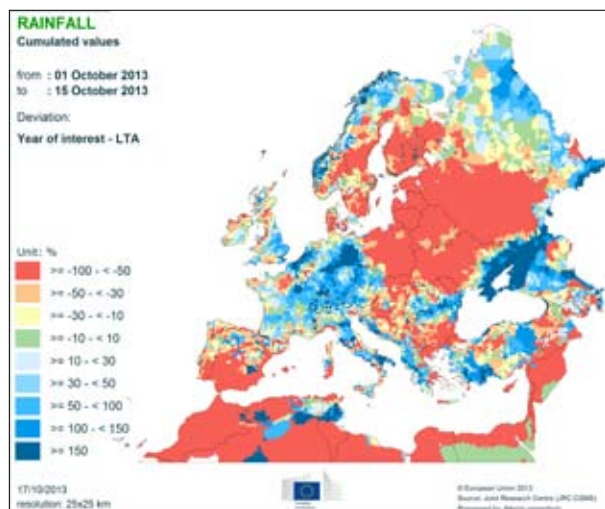 RAINFALL
Cumulated values
from : 01 October 2013
to : 15 October 2013
Deviation:
Year of interest - LTA
Unit: %
>= -100 - < -50
>= -50 - < -30
>= -30 - < -10
>= -10 - < 10
>= 10 - < 30
>= 30 - < 50
>= 50 - < 100
>= 100 - < 150
>= 150
17/10/2013
resolution: 25x25 km
© European Union 2013
Source: Joint Research Centre (JRC